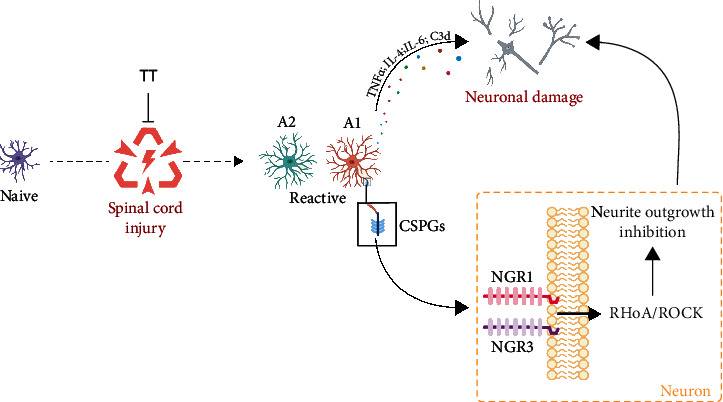 TT
Naive
Spinal cord
injury
A2
A1
Reactive
TNFα; IL-4;IL-6; C3d
Neuronal damage
CSPGs
NGR1
NGR3
Neurite outgrowth
inhibition
RHoA/ROCK
Neuron